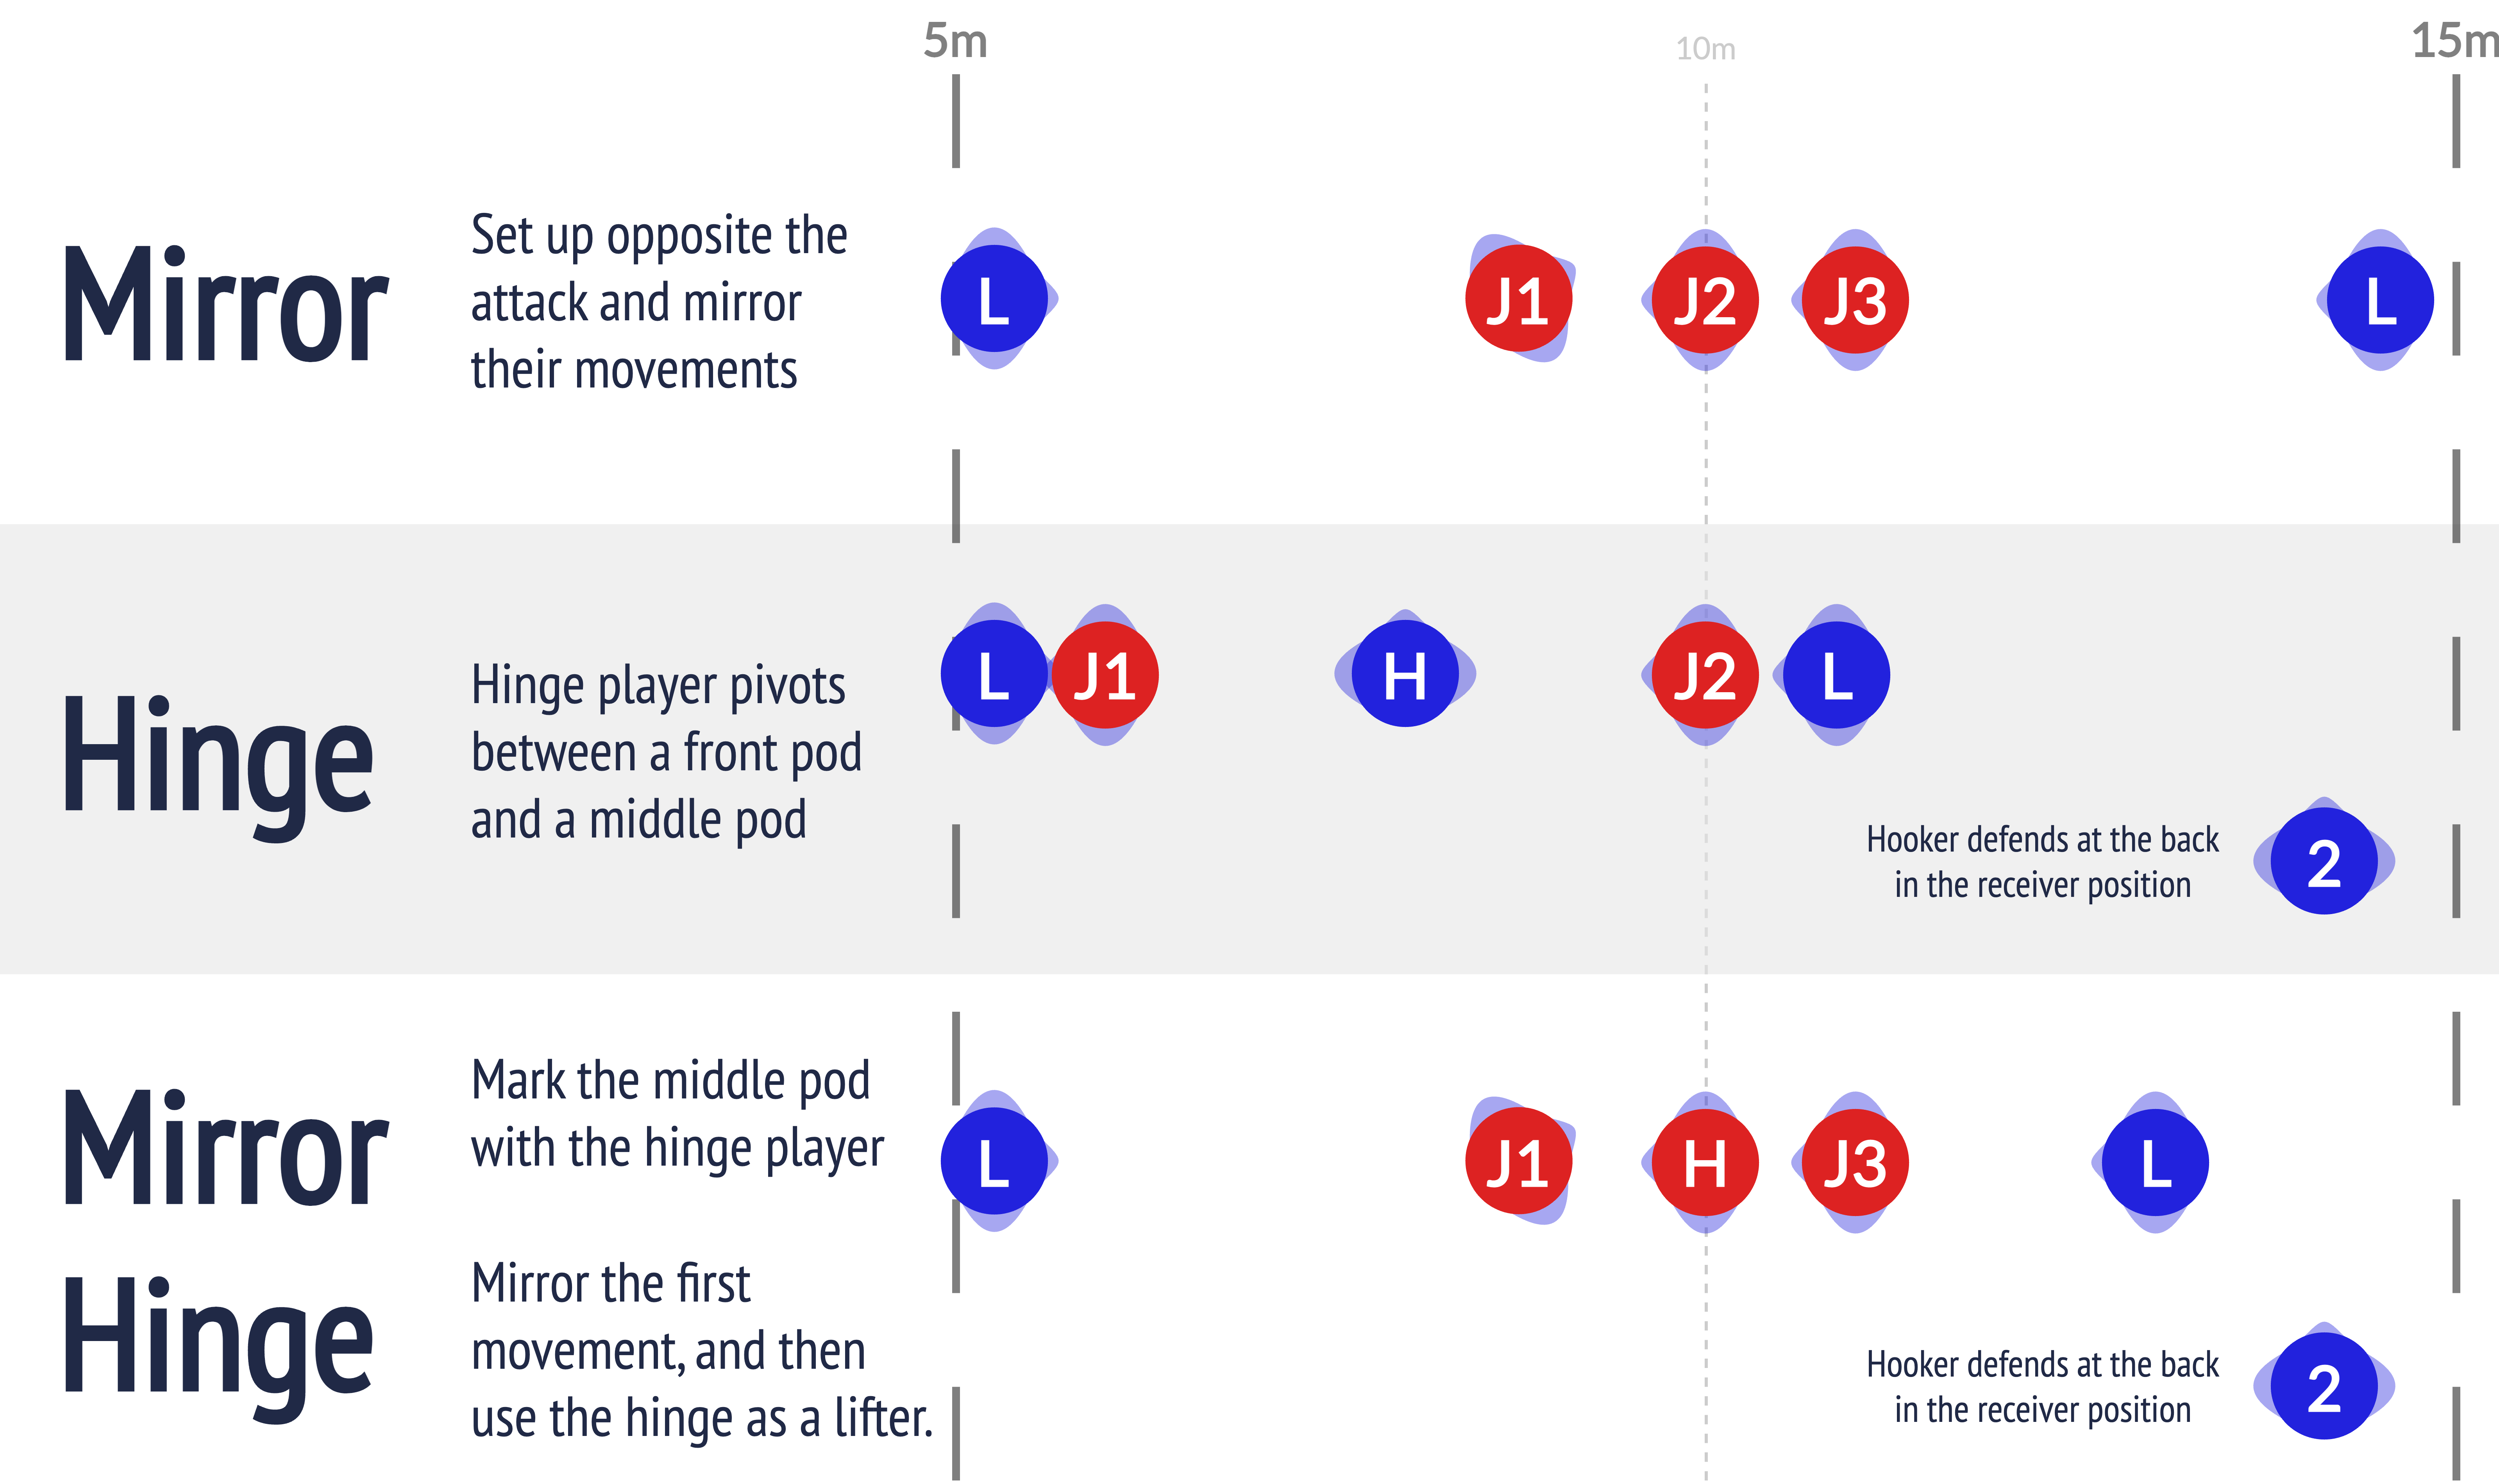 5m
10m
15m
Mirror
Set up opposite the
attack and mirror
their movements
L
J1
J2
J3
L
Hinge
Hinge player pivots
between a front pod
and a middle pod
L
J1
H
J2
L
Hooker defends at the back
in the receiver position
2
Mirror
Hinge
Mark the middle pod
with the hinge player
Mirror the first
movement, and then
use the hinge as a lifter.
L
J1
H
J3
L
Hooker defends at the back
in the receiver position
2